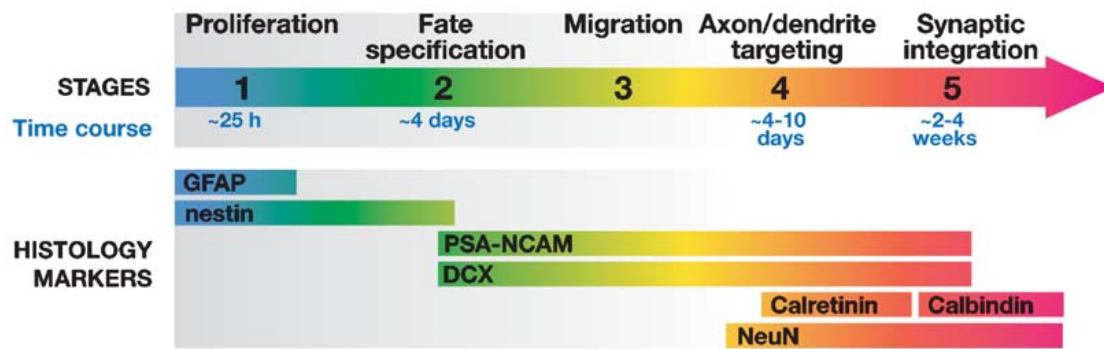 Proliferation
Fate
specification
Migration
Axon/dendrite
targeting
Synaptic
integration
STAGES
1
2
3
4
5
Time course
~25 h
~4 days
~4-10
days
~2-4
weeks
HISTOLOGY
MARKERS
GFAP
nestin
PSA-NCAM
DCX
Calretinin
Calbindin
NeuN